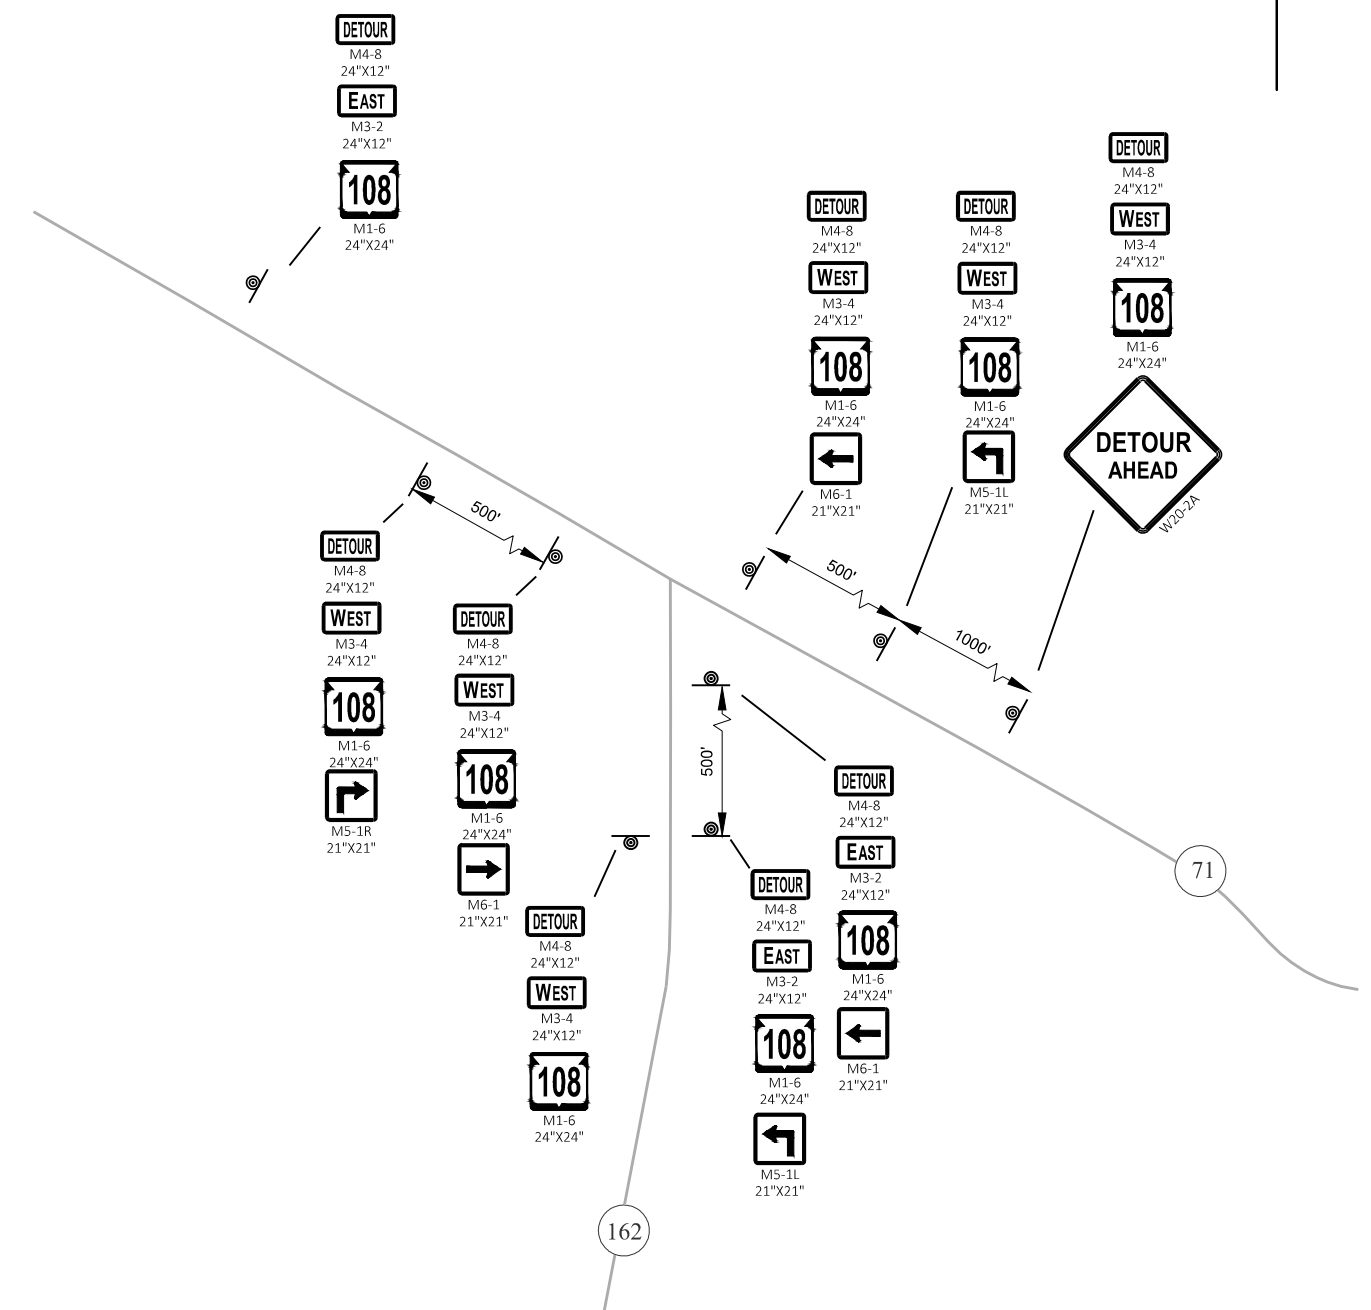 DETOUR
M4-8
24"X12"
EAST
M3-2
24"X12"
108
M1-6
24"X24"
DETOUR
M4-8
24"X12"
WEST
M3-4
24"X12"
108
M1-6
24"X24"
M6-1
21"X21"
DETOUR
M4-8
24"X12"
WEST
M3-4
24"X12"
108
M1-6
24"X24"
M5-1L
21"X21"
DETOUR
M4-8
24"X12"
WEST
M3-4
24"X12"
108
M1-6
24"X24"
DETOUR
AHEAD
W20-2A
500'
500'
1000'
DETOUR
M4-8
24"X12"
WEST
M3-4
24"X12"
108
M1-6
24"X24"
M5-1R
21"X21"
DETOUR
M4-8
24"X12"
WEST
M3-4
24"X12"
108
M1-6
24"X24"
M6-1
21"X21"
500'
DETOUR
M4-8
24"X12"
WEST
M3-4
24"X12"
108
M1-6
24"X24"
DETOUR
M4-8
24"X12"
EAST
M3-2
24"X12"
108
M1-6
24"X24"
M5-1L
21"X21"
DETOUR
M4-8
24"X12"
EAST
M3-2
24"X12"
108
M1-6
24"X24"
M6-1
21"X21"
71
162